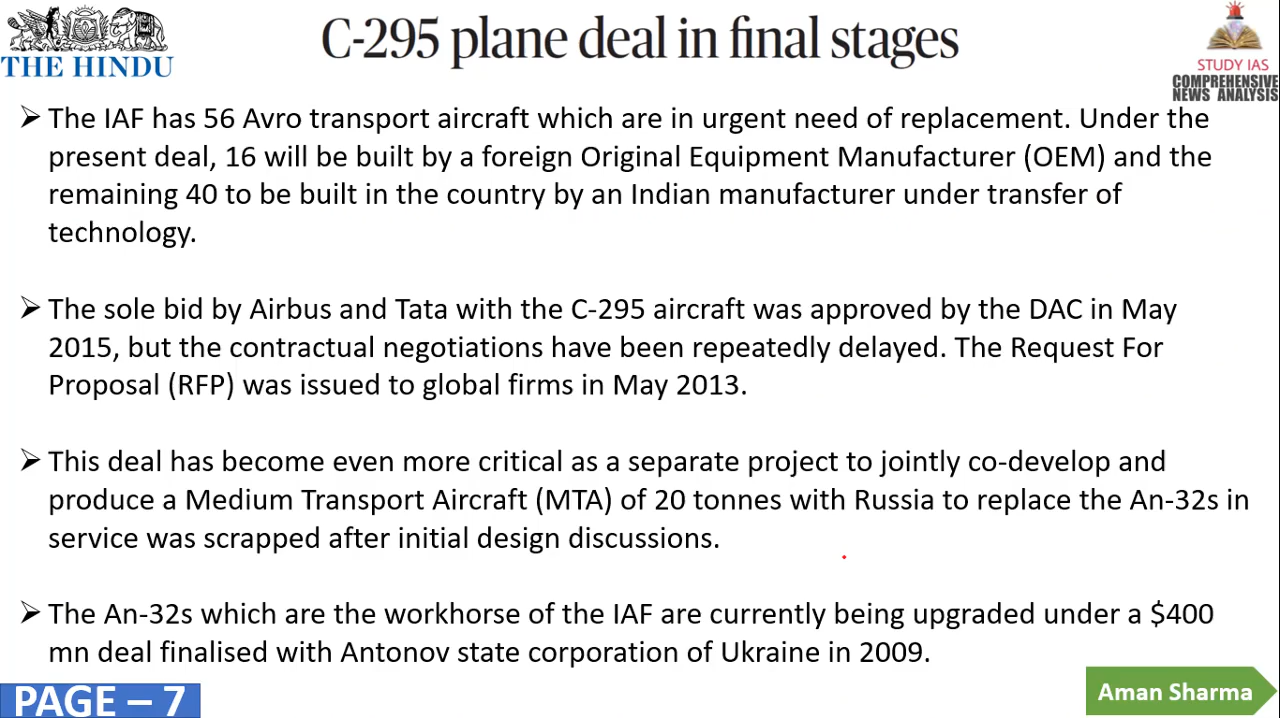 THE HINDU
C-295 plane deal in final stages
STUDY IAS
COMPREHENSIVE
NEWS ANALYSIS
➢ The IAF has 56 Avro transport aircraft which are in urgent need of replacement. Under the
present deal, 16 will be built by a foreign Original Equipment Manufacturer (OEM) and the
remaining 40 to be built in the country by an Indian manufacturer under transfer of
technology.
➢ The sole bid by Airbus and Tata with the C-295 aircraft was approved by the DAC in May
2015, but the contractual negotiations have been repeatedly delayed. The Request For
Proposal (RFP) was issued to global firms in May 2013.
➢ This deal has become even more critical as a separate project to jointly co-develop and
produce a Medium Transport Aircraft (MTA) of 20 tonnes with Russia to replace the An-32s in
service was scrapped after initial design discussions.
➢ The An-32s which are the workhorse of the IAF are currently being upgraded under a $400
mn deal finalised with Antonov state corporation of Ukraine in 2009.
PAGE – 7
Aman Sharma